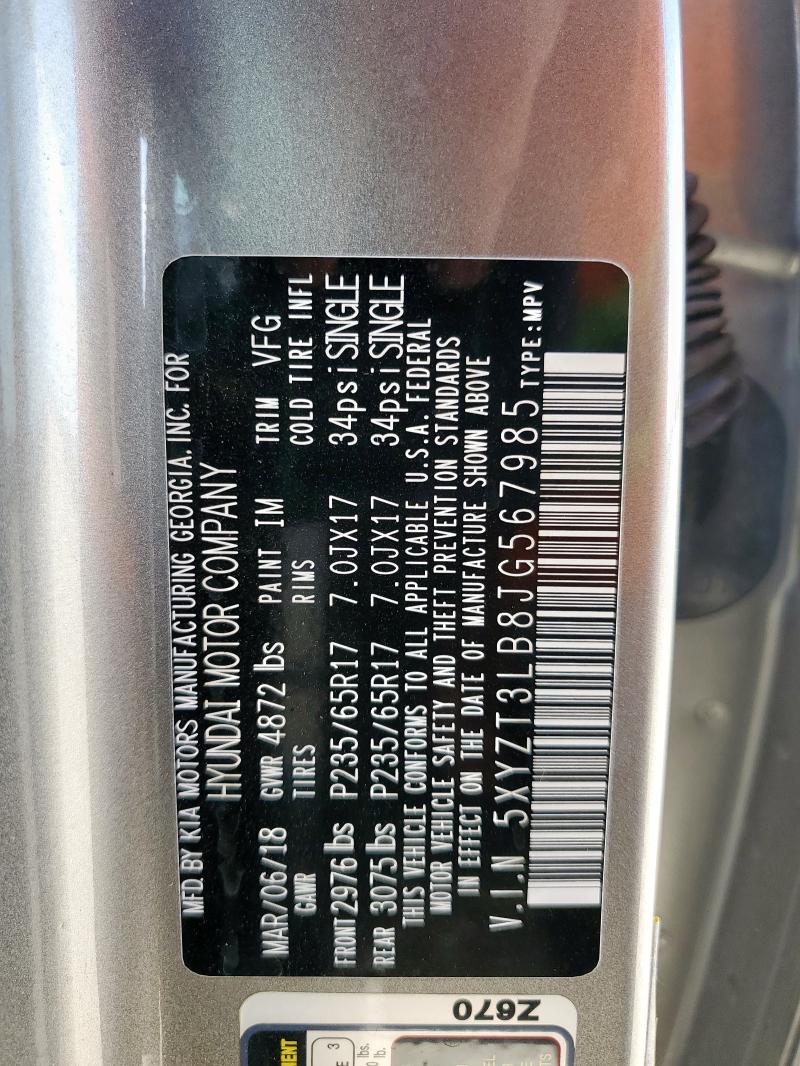 MFD. BY KIA MOTORS MANUFACTURING GEORGIA, INC. FOR
HYUNDAI MOTOR COMPANY
MAR/06/18 GVWR 4872 lbs PAINT IM TRIM VFG
GAWR TIRES RIMS COLD TIRE INFL
FRONT 2976 lbs P235/65R17 7.0JX17 34psi SINGLE
REAR 3075 lbs P235/65R17 7.0JX17 34psi SINGLE
THIS VEHICLE CONFORMS TO ALL APPLICABLE U.S.A. FEDERAL
MOTOR VEHICLE SAFETY AND THEFT PREVENTION STANDARDS
IN EFFECT ON THE DATE OF MANUFACTURE SHOWN ABOVE
V.I.N 5XYZT3LB8JG567985 TYPE:MPV
Z670
3
lbs.
lb.